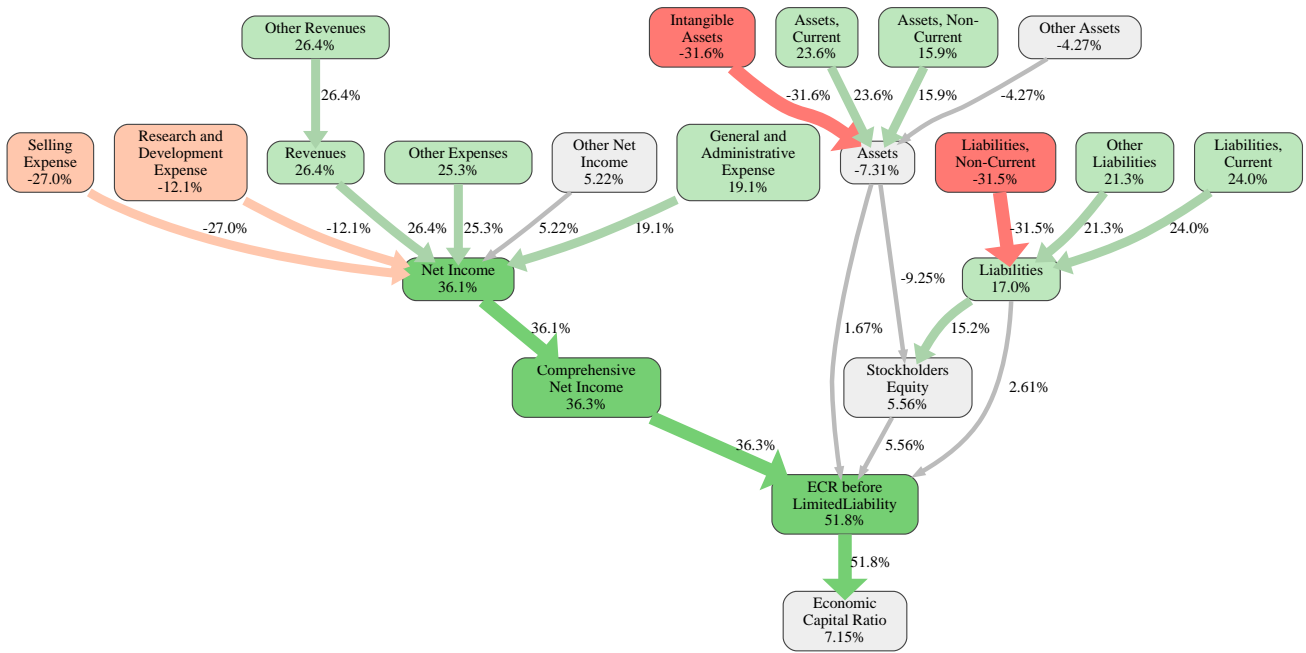 Other Revenues
26.4%
Intangible
Assets
-31.6%
Assets,
Current
23.6%
Assets, Non-
Current
15.9%
Other Assets
-4.27%
26.4%
-31.6%
23.6%
15.9%
-4.27%
Selling
Expense
-27.0%
Research and
Development
Expense
-12.1%
Revenues
26.4%
Other Expenses
25.3%
Other Net
Income
5.22%
General and
Administrative
Expense
19.1%
Assets
-7.31%
Liabilities,
Non-Current
-31.5%
Other
Liabilities
21.3%
Liabilities,
Current
24.0%
-27.0%
-12.1%
26.4%
25.3%
5.22%
19.1%
-31.5%
21.3%
24.0%
Net Income
36.1%
-9.25%
Liabilities
17.0%
36.1%
1.67%
15.2%
Comprehensive
Net Income
36.3%
Stockholders
Equity
5.56%
2.61%
36.3%
5.56%
ECR before
LimitedLiability
51.8%
51.8%
Economic
Capital Ratio
7.15%